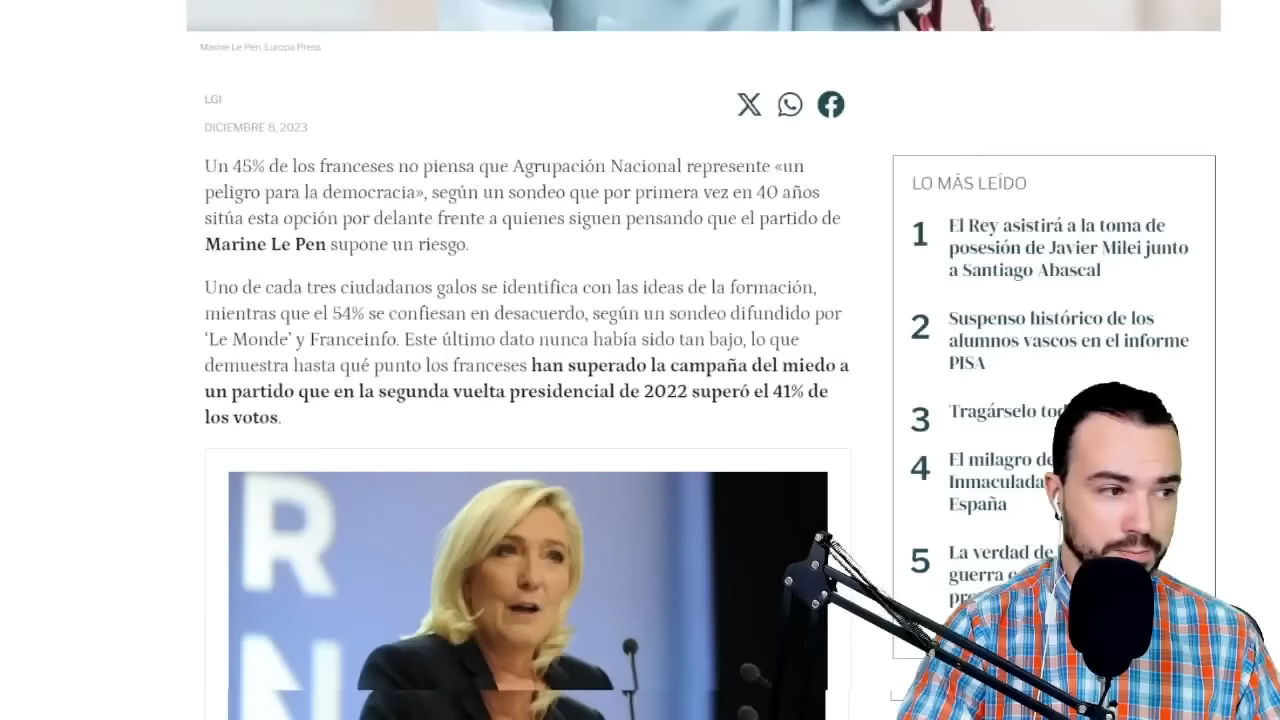 Marine Le Pen. Europa Press
LGI
DICIEMBRE 8, 2023
Un 45% de los franceses no piensa que Agrupación Nacional represente «un
peligro para la democracia», según un sondeo que por primera vez en 40 años
sitúa esta opción por delante frente a quienes siguen pensando que el partido de
Marine Le Pen supone un riesgo.
Uno de cada tres ciudadanos galos se identifica con las ideas de la formación,
mientras que el 54% se confiesan en desacuerdo, según un sondeo difundido por
‘Le Monde’ y Franceinfo. Este último dato nunca había sido tan bajo, lo que
demuestra hasta qué punto los franceses han superado la campaña del miedo a
un partido que en la segunda vuelta presidencial de 2022 superó el 41% de
los votos.
R
N
LO MÁS LEÍDO
1 El Rey asistirá a la toma de
posesión de Javier Milei junto
a Santiago Abascal
2 Suspenso histórico de los
alumnos vascos en el informe
PISA
3 Tragárselo
4 El milagro de
Inmaculada
España
5 La verdad de
guerra